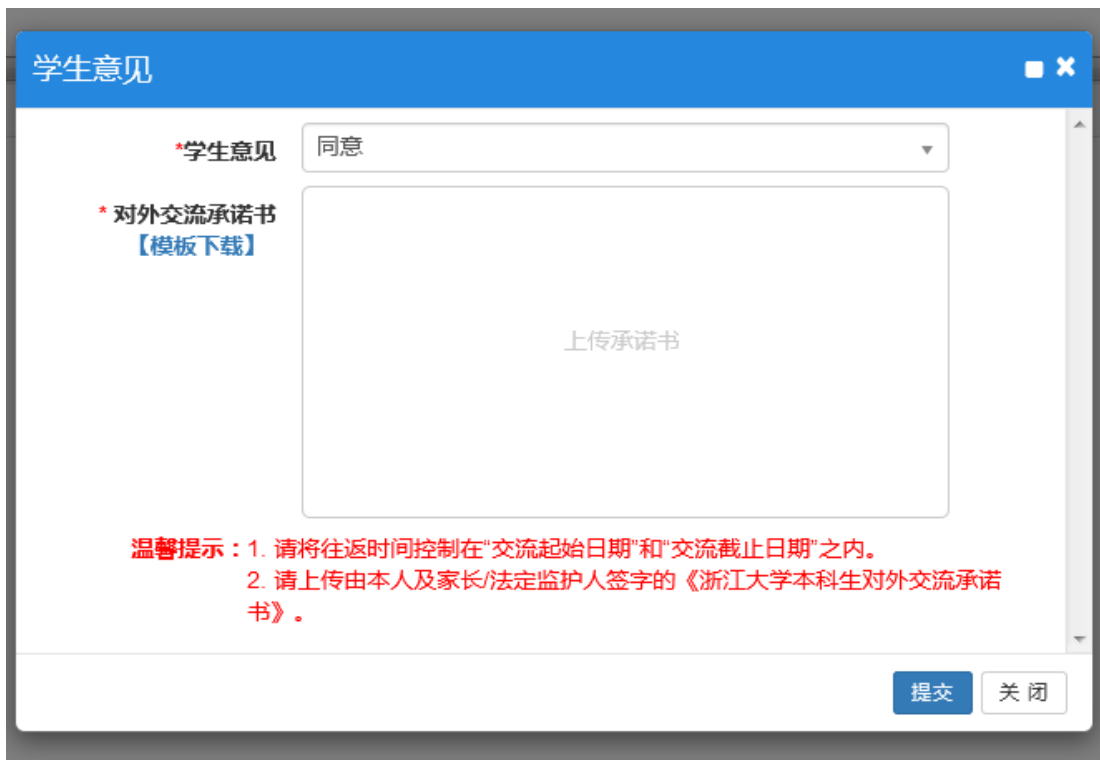 学生意见
*学生意见
同意
* 对外交流承诺书
【模板下载】
上传承诺书
温馨提示：1. 请将往返时间控制在“交流起始日期”和“交流截止日期”之内。
2. 请上传由本人及家长/法定监护人签字的《浙江大学本科生对外交流承诺
书》。
提交
关 闭